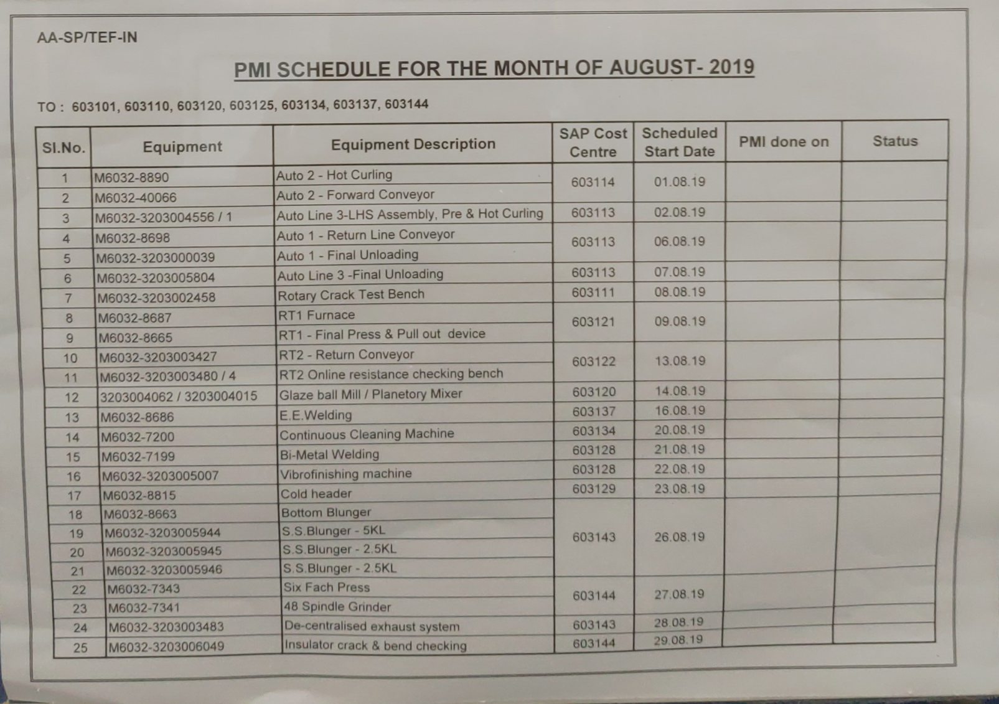 AA-SP/TEF-IN
PMI SCHEDULE FOR THE MONTH OF AUGUST- 2019
TO : 603101, 603110, 603120, 603125, 603134, 603137, 603144
SI.No. Equipment Equipment Description SAP Cost Centre Scheduled Start Date PMI done on Status
1 M6032-8890 Auto 2 - Hot Curling 603114 01.08.19
2 M6032-40066 Auto 2 - Forward Conveyor
3 M6032-3203004556 / 1 Auto Line 3-LHS Assembly, Pre & Hot Curling 603113 02.08.19
4 M6032-8698 Auto 1 - Return Line Conveyor 603113 06.08.19
5 M6032-3203000039 Auto 1 - Final Unloading
6 M6032-3203005804 Auto Line 3 -Final Unloading 603113 07.08.19
7 M6032-3203002458 Rotary Crack Test Bench 603111 08.08.19
8 M6032-8687 RT1 Furnace 603121 09.08.19
9 M6032-8665 RT1 - Final Press & Pull out device
10 M6032-3203003427 RT2 - Return Conveyor 603122 13.08.19
11 M6032-3203003480 / 4 RT2 Online resistance checking bench
12 3203004062 / 3203004015 Glaze ball Mill / Planetory Mixer 603120 14.08.19
13 M6032-8686 E.E.Welding 603137 16.08.19
14 M6032-7200 Continuous Cleaning Machine 603134 20.08.19
15 M6032-7199 Bi-Metal Welding 603128 21.08.19
16 M6032-3203005007 Vibrofinishing machine 603128 22.08.19
17 M6032-8815 Cold header 603129 23.08.19
18 M6032-8663 Bottom Blunger 603143 26.08.19
19 M6032-3203005944 S.S.Blunger - 5KL
20 M6032-3203005945 S.S.Blunger - 2.5KL
21 M6032-3203005946 S.S.Blunger - 2.5KL
22 M6032-7343 Six Fach Press 603144 27.08.19
23 M6032-7341 48 Spindle Grinder
24 M6032-3203003483 De-centralised exhaust system 603143 28.08.19
25 M6032-3203006049 Insulator crack & bend checking 603144 29.08.19